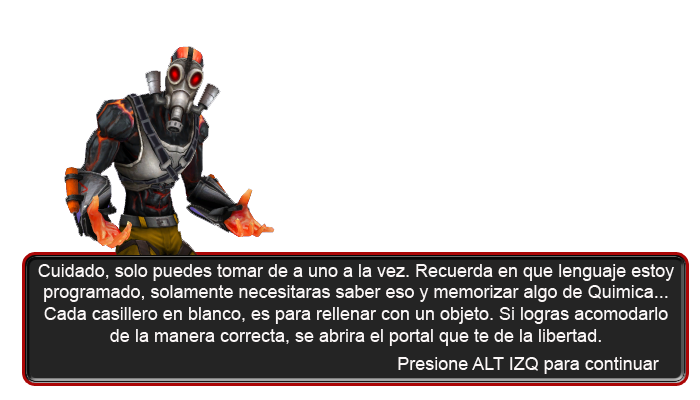 Cuidado, solo puedes tomar de a uno a la vez. Recuerda en que lenguaje estoy
programado, solamente necesitaras saber eso y memorizar algo de Quimica...
Cada casillero en blanco, es para rellenar con un objeto. Si logras acomodarlo
de la manera correcta, se abrira el portal que te de la libertad.
Presione ALT IZQ para continuar